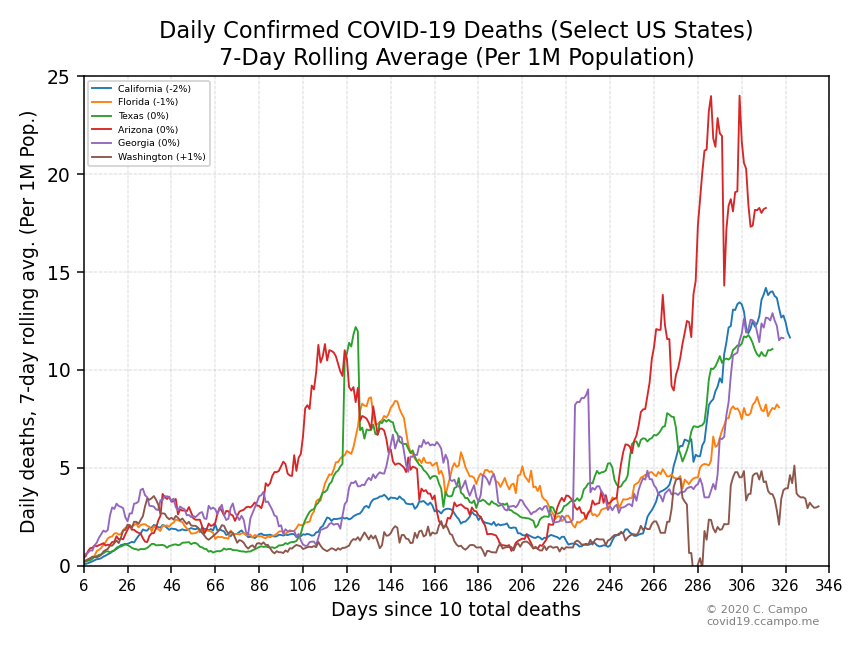 Daily Confirmed COVID-19 Deaths (Select US States)
7-Day Rolling Average (Per 1M Population)
25
20
15
10
5
0
Daily deaths, 7-day rolling avg. (Per 1M Pop.)
California (-2%)
Florida (-1%)
Texas (0%)
Arizona (0%)
Georgia (0%)
Washington (+1%)
6 26 46 66 86 106 126 146 166 186 206 226 246 266 286 306 326 346
Days since 10 total deaths
© 2020 C. Campo
covid19.ccampo.me